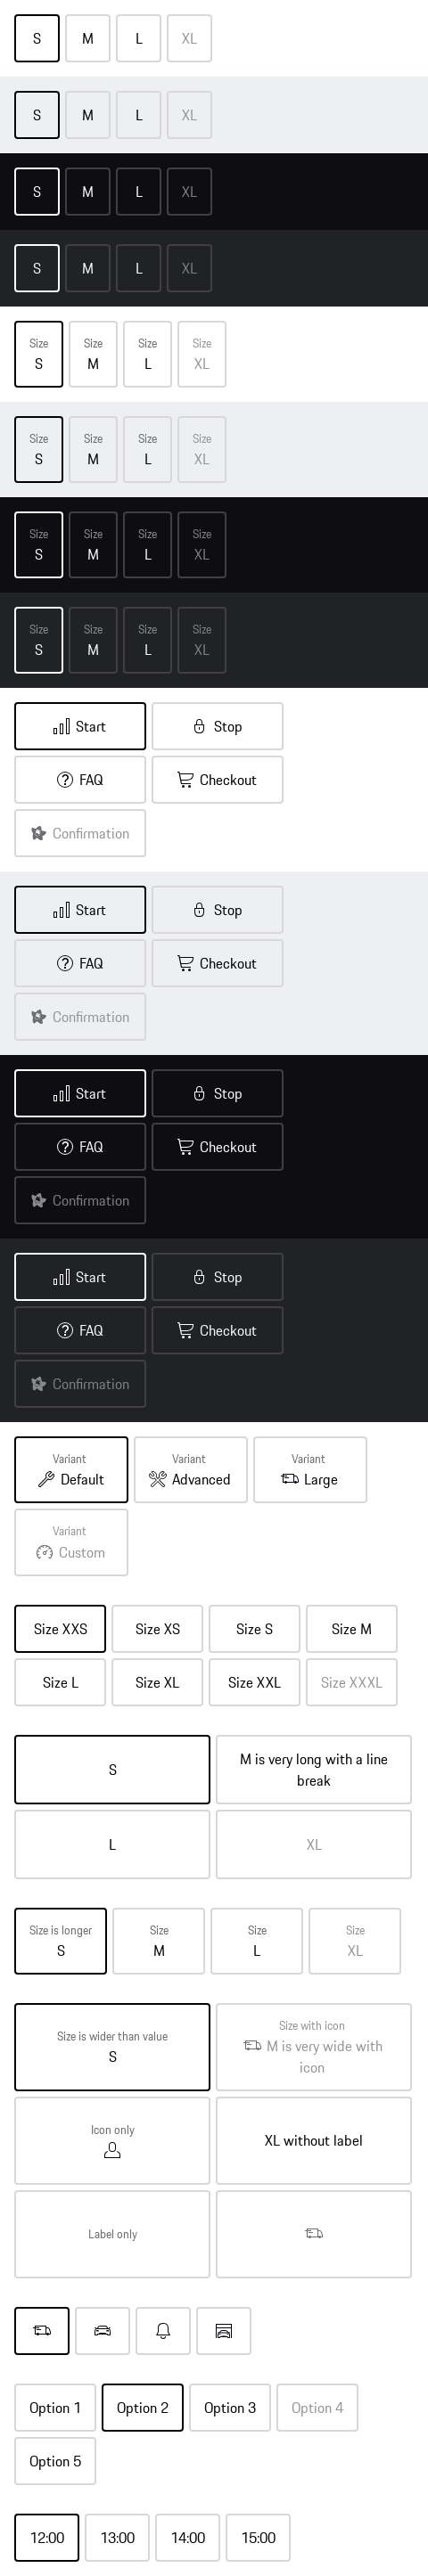 S M L XL
S M L XL
S M L XL
S M L XL
Size Size Size Size
S M L XL
Size Size Size Size
S M L XL
Size Size Size Size
S M L XL
Size Size Size Size
S M L XL
Start Stop
FAQ Checkout
Confirmation
Start Stop
FAQ Checkout
Confirmation
Start Stop
FAQ Checkout
Confirmation
Start Stop
FAQ Checkout
Confirmation
Variant Variant Variant
Default Advanced Large
Variant
Custom
Size XXS Size XS Size S Size M
Size L Size XL Size XXL Size XXXL
S
M is very long with a line
break
L XL
Size is longer Size Size Size
S M L XL
Size is wider than value
S
Size with icon
M is very wide with
icon
Icon only
XL without label
Label only
Option 1 Option 2 Option 3 Option 4
Option 5
12:00 13:00 14:00 15:00